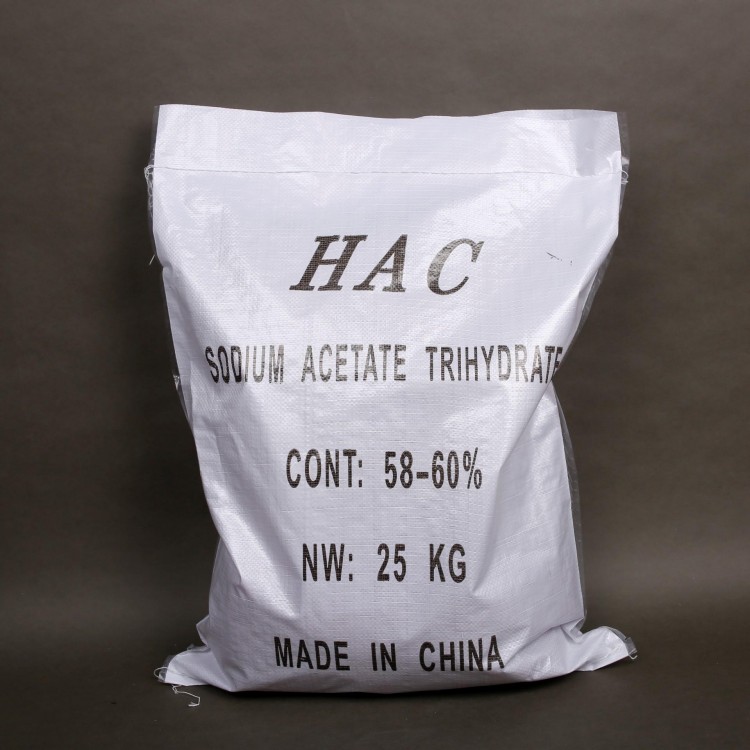 HAC
SODIUM ACETATE TRIHYDRATE
CONT: 58-60%
NW: 25 KG
MADE IN CHINA